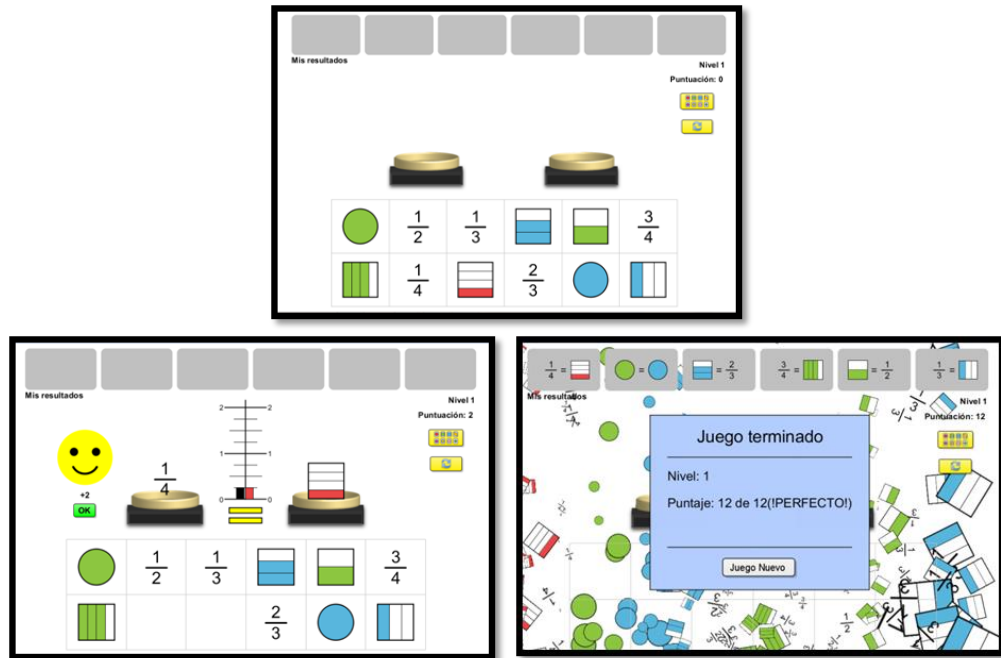 Mis resultados
Nivel 1
Puntuación: 0
1/2 1/3 3/4
1/4 2/3
Mis resultados
Nivel 1
Puntuación: 2
2 2
1 1
0 0
+2
OK
1/4
1/2 1/3 3/4
2/3
1/4 = = = 2/3 3/4 = = 1/2 1/3 =
Mis resultados
Nivel 1
Puntuación: 12
Juego terminado
Nivel: 1
Puntaje: 12 de 12(!PERFECTO!)
Juego Nuevo